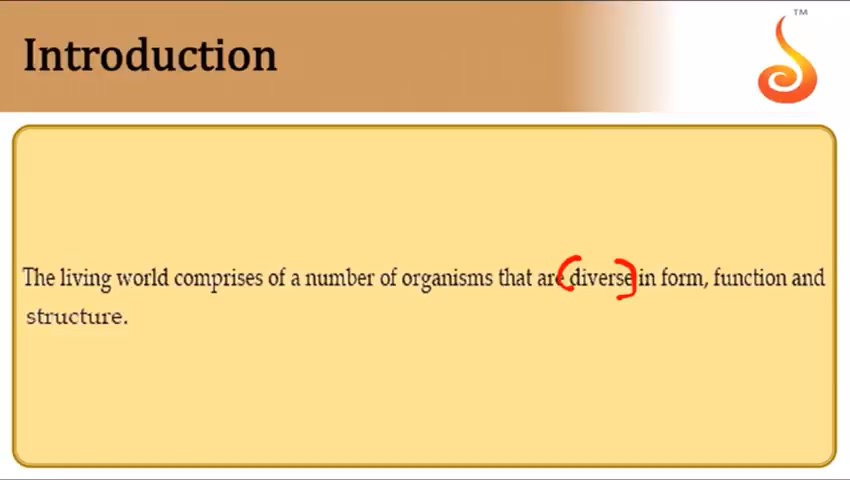 Introduction
TM
The living world comprises of a number of organisms that are diverse in form, function and
structure.